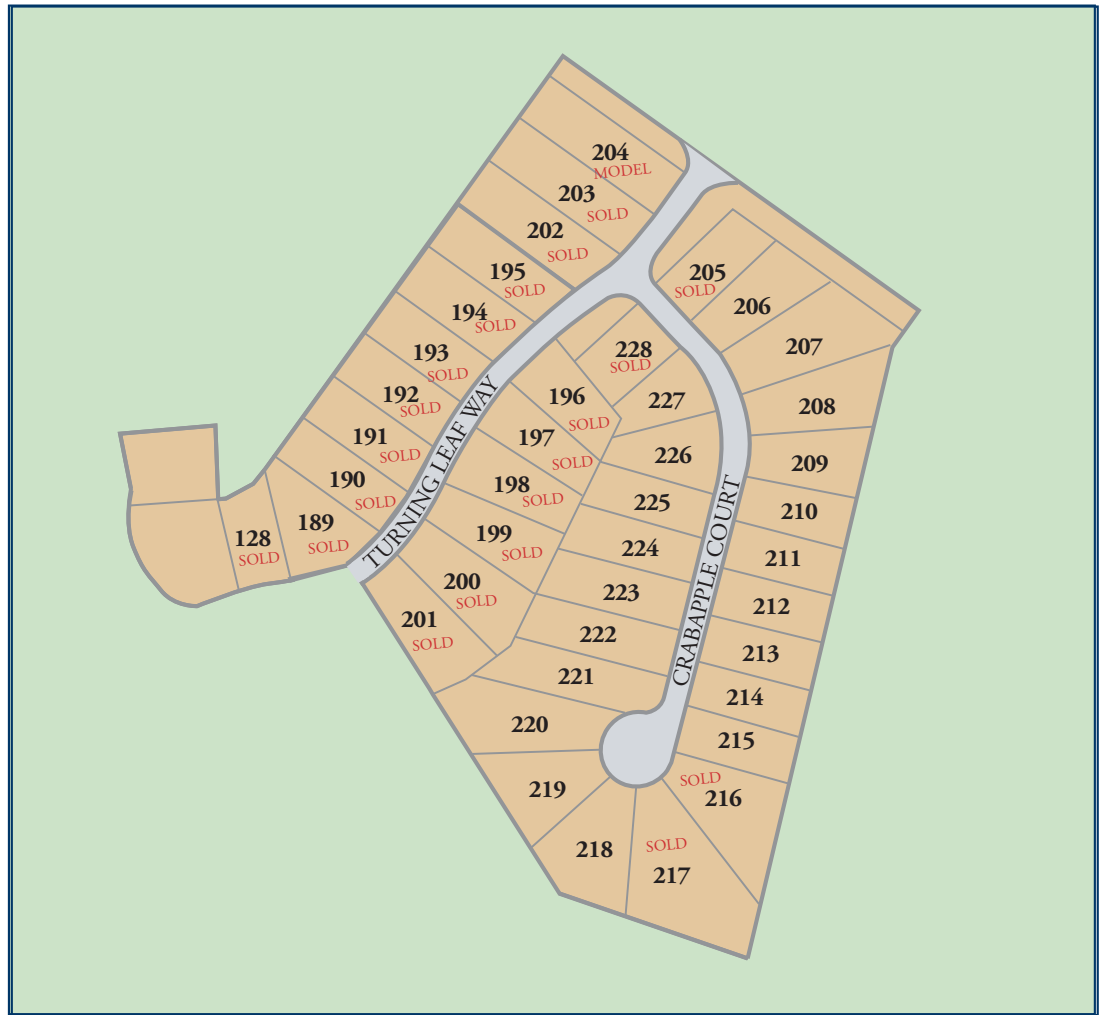 204
MODEL
203
SOLD
202
SOLD
195
SOLD
194
SOLD
193
SOLD
192
SOLD
191
SOLD
190
SOLD
189
SOLD
128
SOLD
TURNING LEAF WAY
205
SOLD
206
207
208
209
210
211
212
213
214
215
SOLD
216
SOLD
217
218
219
220
221
222
223
224
225
226
227
228
SOLD
196
SOLD
197
SOLD
198
SOLD
199
SOLD
200
SOLD
201
SOLD
CRABAPPLE COURT